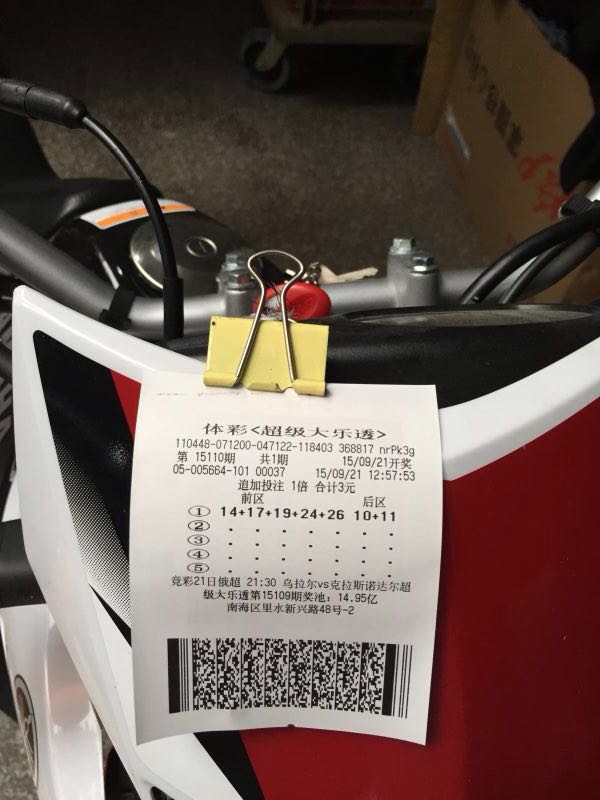 体彩<超级大乐透>
110448-071200-047122-118403 368817 nrPk3g
第 15110期 共1期 15/09/21开奖
05-005664-101 00037 15/09/21 12:57:53
追加投注 1倍 合计3元
前区 后区
① 14+17+19+24+26 10+11
② . . . . . . .
③ . . . . . . .
④ . . . . . . .
⑤ . . . . . . .
竞彩21日俄超 21:30 乌拉尔vs克拉斯诺达尔超
级大乐透第15109期奖池：14.95亿
南海区里水新兴路48号-2